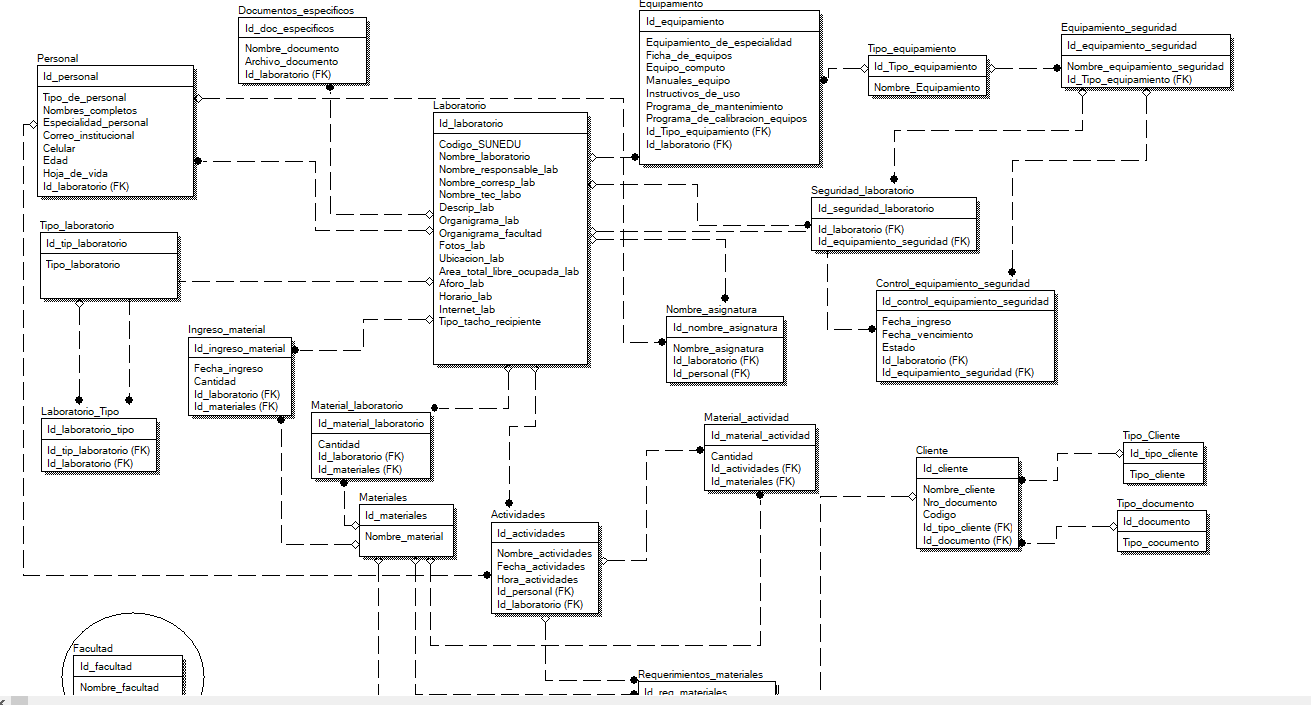 Documentos_especificos
Id_doc_especificos
Nombre_documento
Archivo_documento
Id_laboratorio (FK)
Equipamiento
Id_equipamiento
Equipamiento_de_especialidad
Ficha_de_equipos
Equipo_computo
Manuales_equipo
Instructivos_de_uso
Programa_de_mantenimiento
Programa_de_calibracion_equipos
Id_Tipo_equipamiento (FK)
Id_laboratorio (FK)
Tipo_equipamiento
Id_Tipo_equipamiento
Nombre_Equipamiento
Equipamiento_seguridad
Id_equipamiento_seguridad
Nombre_equipamiento_seguridad
Id_Tipo_equipamiento (FK)
Personal
Id_personal
Tipo_de_personal
Nombres_completos
Especialidad_personal
Correo_institucional
Celular
Edad
Hoja_de_vida
Id_laboratorio (FK)
Laboratorio
Id_laboratorio
Codigo_SUNEDU
Nombre_laboratorio
Nombre_responsable_lab
Nombre_corresp_lab
Nombre_tec_labo
Descrip_lab
Organigrama_lab
Organigrama_facultad
Fotos_lab
Ubicacion_lab
Area_total_libre_ocupada_lab
Aforo_lab
Horario_lab
Internet_lab
Tipo_tacho_recipiente
Seguridad_laboratorio
Id_seguridad_laboratorio
Id_laboratorio (FK)
Id_equipamiento_seguridad (FK)
Tipo_laboratorio
Id_tip_laboratorio
Tipo_laboratorio
Control_equipamiento_seguridad
Id_control_equipamiento_seguridad
Fecha_ingreso
Fecha_vencimiento
Estado
Id_laboratorio (FK)
Id_equipamiento_seguridad (FK)
Nombre_asignatura
Id_nombre_asignatura
Nombre_asignatura
Id_laboratorio (FK)
Id_personal (FK)
Ingreso_material
Id_ingreso_material
Fecha_ingreso
Cantidad
Id_laboratorio (FK)
Id_materiales (FK)
Laboratorio_Tipo
Id_laboratorio_tipo
Id_tip_laboratorio (FK)
Id_laboratorio (FK)
Material_laboratorio
Id_material_laboratorio
Cantidad
Id_laboratorio (FK)
Id_materiales (FK)
Material_actividad
Id_material_actividad
Cantidad
Id_actividades (FK)
Id_materiales (FK)
Cliente
Id_cliente
Nombre_cliente
Nro_documento
Codigo
Id_tipo_cliente (FK)
Id_documento (FK)
Tipo_Cliente
Id_tipo_cliente
Tipo_cliente
Tipo_documento
Id_documento
Tipo_cocumento
Materiales
Id_materiales
Nombre_material
Actividades
Id_actividades
Nombre_actividades
Fecha_actividades
Hora_actividades
Id_personal (FK)
Id_laboratorio (FK)
Facultad
Id_facultad
Nombre_facultad
Requerimientos_materiales
Id_req_materiales